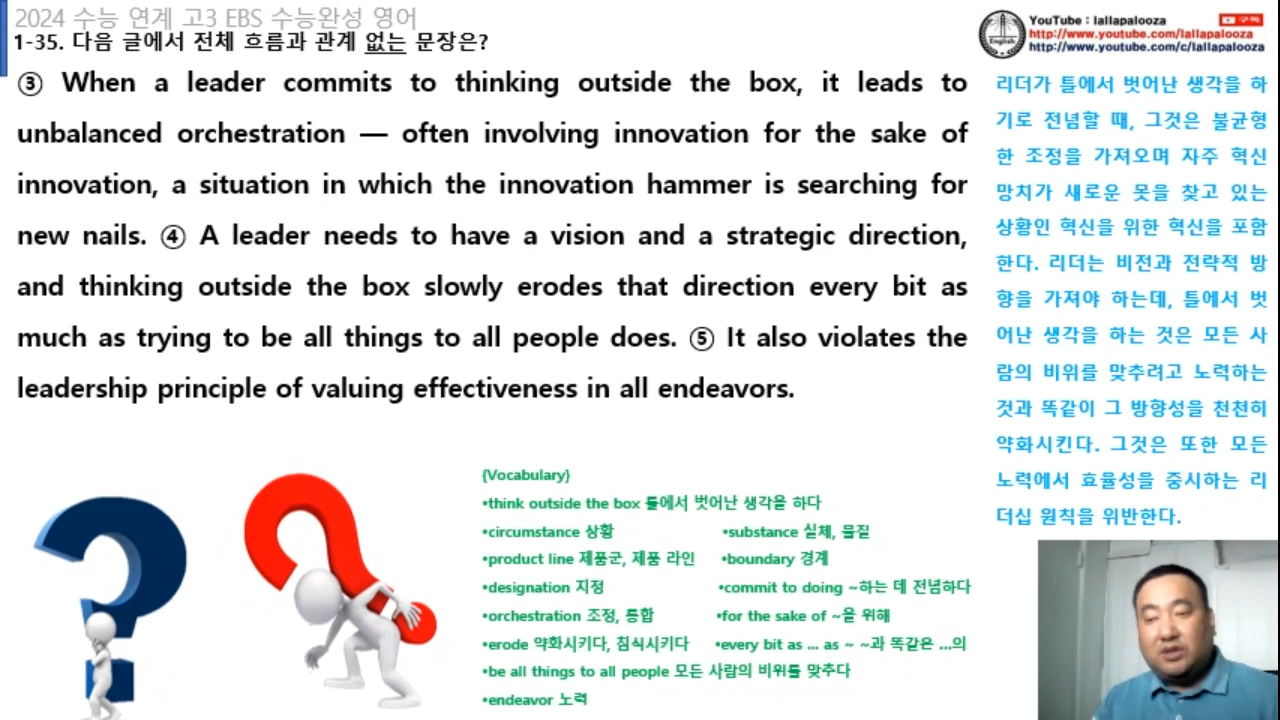 2024 수능 연계 고3 EBS 수능완성 영어
1-35. 다음 글에서 전체 흐름과 관계 없는 문장은?
YouTube : lallapalooza
구독
http://www.youtube.com/lallapalooza
http://www.youtube.com/c/lallapalooza
English
③ When a leader commits to thinking outside the box, it leads to
unbalanced orchestration — often involving innovation for the sake of
innovation, a situation in which the innovation hammer is searching for
new nails. ④ A leader needs to have a vision and a strategic direction,
and thinking outside the box slowly erodes that direction every bit as
much as trying to be all things to all people does. ⑤ It also violates the
leadership principle of valuing effectiveness in all endeavors.
리더가 틀에서 벗어난 생각을 하
기로 전념할 때, 그것은 불균형
한 조정을 가져오며 자주 혁신
망치가 새로운 못을 찾고 있는
상황인 혁신을 위한 혁신을 포함
한다. 리더는 비전과 전략적 방
향을 가져야 하는데, 틀에서 벗
어난 생각을 하는 것은 모든 사
람의 비위를 맞추려고 노력하는
것과 똑같이 그 방향성을 천천히
약화시킨다. 그것은 또한 모든
노력에서 효율성을 중시하는 리
더십 원칙을 위반한다.
{Vocabulary}
•think outside the box 틀에서 벗어난 생각을 하다
•circumstance 상황 •substance 실체, 물질
•product line 제품군, 제품 라인 •boundary 경계
•designation 지정 •commit to doing ~하는 데 전념하다
•orchestration 조정, 통합 •for the sake of ~을 위해
•erode 약화시키다, 침식시키다 •every bit as ... as ~ ~과 똑같은 ...의
•be all things to all people 모든 사람의 비위를 맞추다
•endeavor 노력